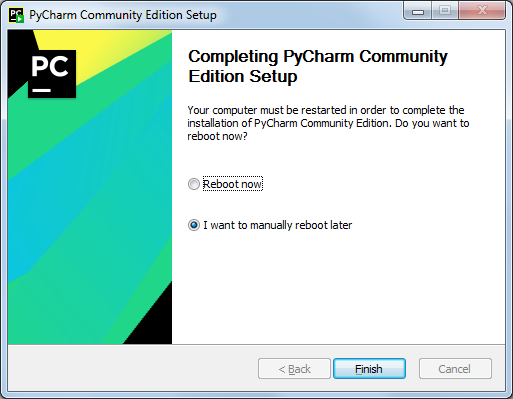 PyCharm Community Edition Setup
PC
Completing PyCharm Community
Edition Setup
Your computer must be restarted in order to complete the
installation of PyCharm Community Edition. Do you want to
reboot now?
Reboot now
I want to manually reboot later
< Back
Finish
Cancel